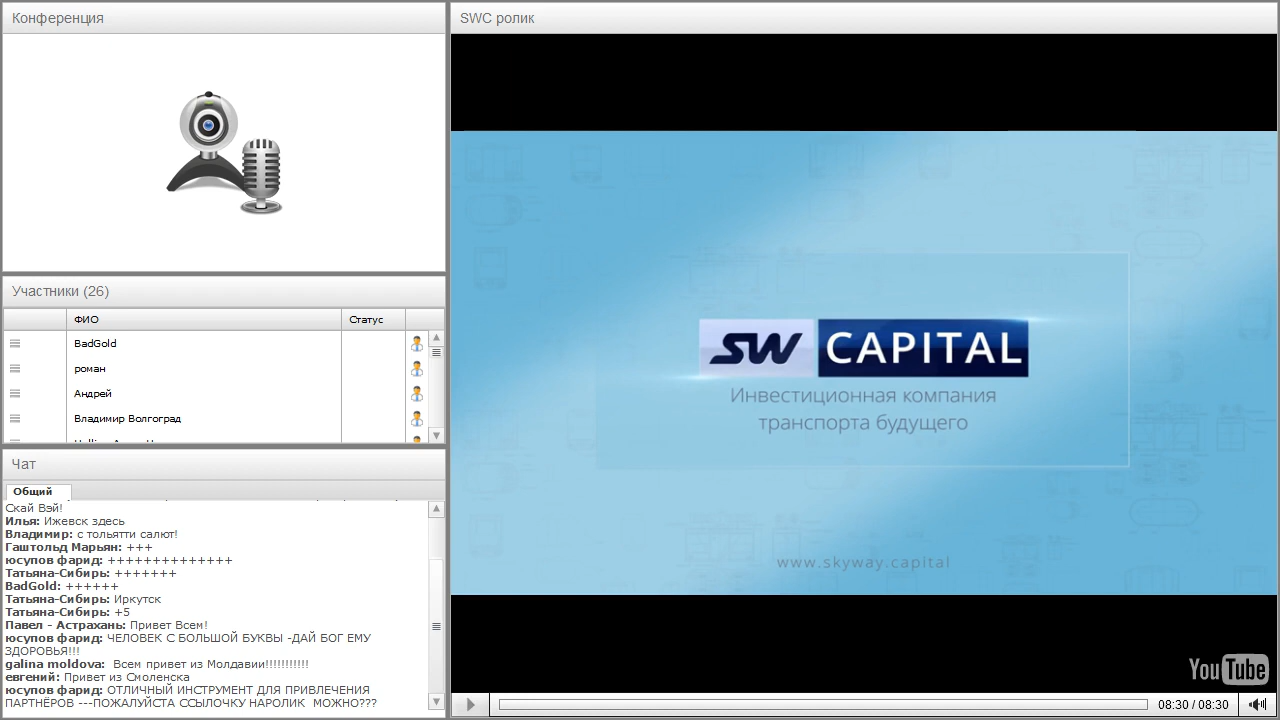 Конференция
SWC ролик
Участники (26)
ФИО
Статус
BadGold
роман
Андрей
Владимир Волгоград
Чат
Общий
Скай Вэй!
Илья: Ижевск здесь
Владимир: с тольятти салют!
Гаштольд Марьян: +++
юсупов фарид: ++++++++++++++
Татьяна-Сибирь: +++++++
BadGold: ++++++
Татьяна-Сибирь: Иркутск
Татьяна-Сибирь: +5
Павел - Астрахань: Привет Всем!
юсупов фарид: ЧЕЛОВЕК С БОЛЬШОЙ БУКВЫ -ДАЙ БОГ ЕМУ
ЗДОРОВЬЯ!!!
galina moldova: Всем привет из Молдавии!!!!!!!!!!!
евгений: Привет из Смоленска
юсупов фарид: ОТЛИЧНЫЙ ИНСТРУМЕНТ ДЛЯ ПРИВЛЕЧЕНИЯ
ПАРТНЁРОВ ---ПОЖАЛУЙСТА ССЫЛОЧКУ НАРОЛИК МОЖНО???
SW CAPITAL
Инвестиционная компания
транспорта будущего
www.skyway.capital
YouTube
08:30 / 08:30